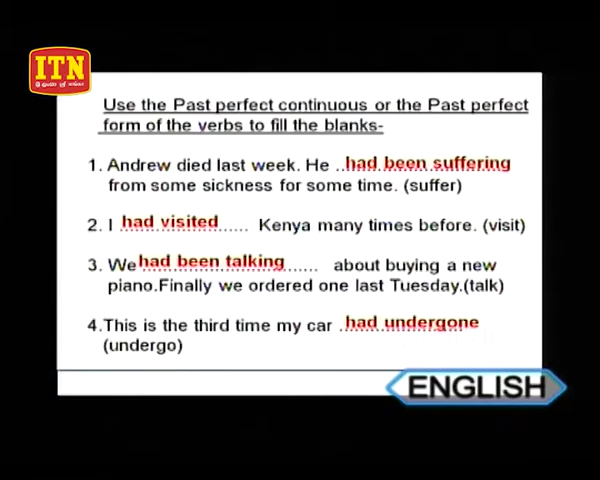 ITN
Use the Past perfect continuous or the Past perfect
form of the verbs to fill the blanks-
1. Andrew died last week. He ..had been suffering
from some sickness for some time. (suffer)
2. I had visited...... Kenya many times before. (visit)
3. We had been talking...... about buying a new
piano.Finally we ordered one last Tuesday.(talk)
4.This is the third time my car .had undergone
(undergo)
ENGLISH